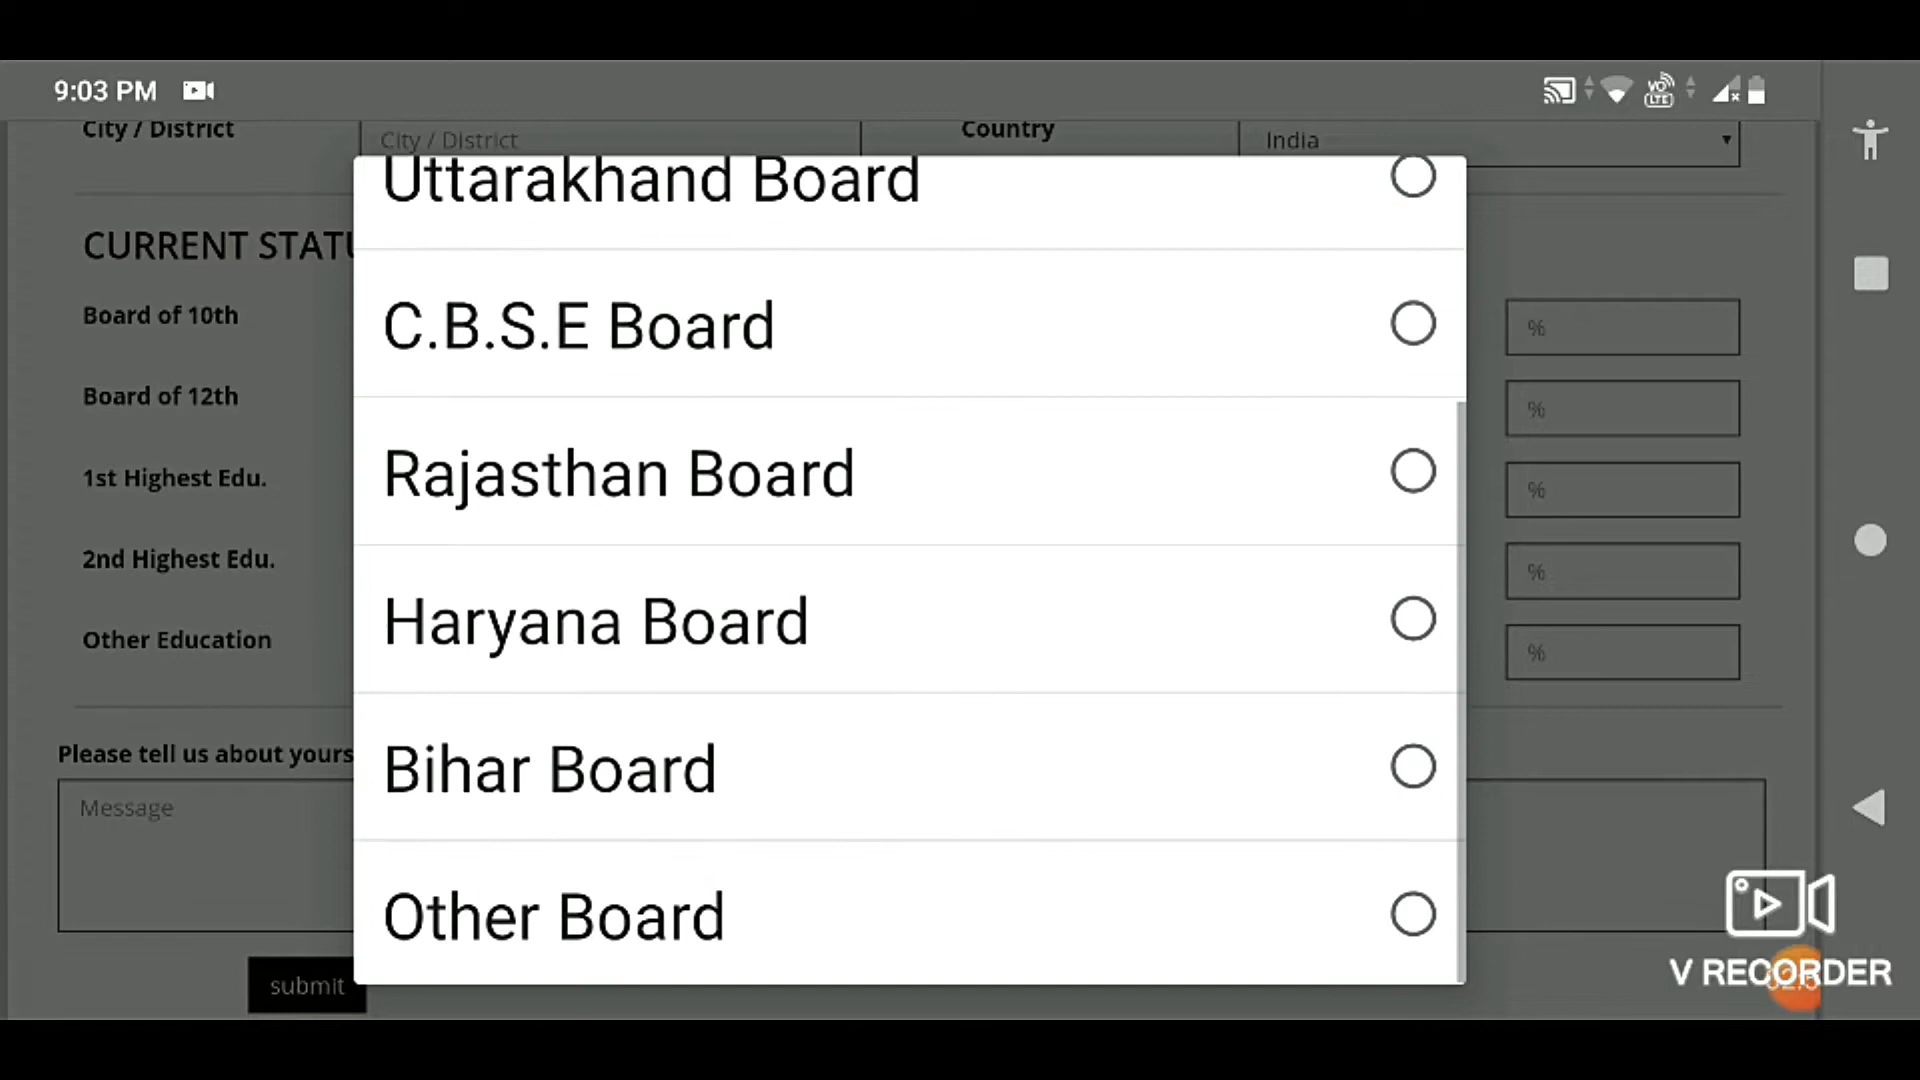 9:03 PM
VO LTE
City / District
City / District
Country
India
Uttarakhand Board
CURRENT STATU
C.B.S.E Board
Board of 10th
%
Board of 12th
%
Rajasthan Board
1st Highest Edu.
%
2nd Highest Edu.
%
Haryana Board
Other Education
%
Please tell us about yours
Bihar Board
Message
Other Board
submit
V RECORDER